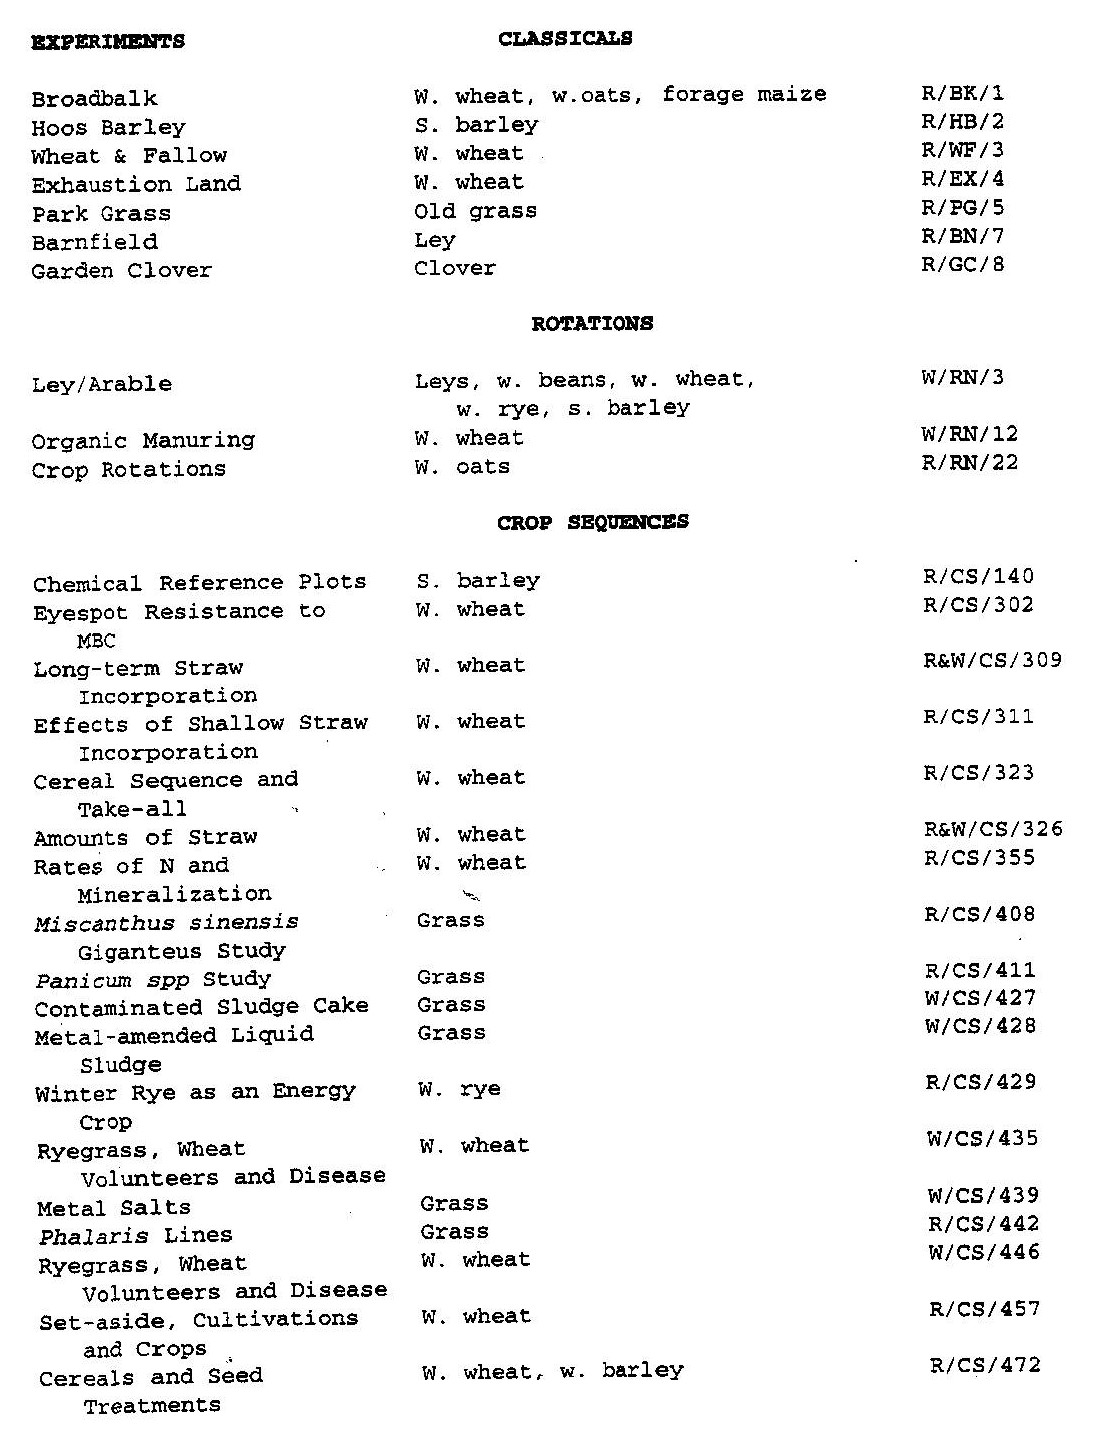 EXPERIMENTS CLASSICALS
Broadbalk W. wheat, w.oats, forage maize R/BK/1
Hoos Barley S. barley R/HB/2
Wheat & Fallow W. wheat R/WF/3
Exhaustion Land W. wheat R/EX/4
Park Grass Old grass R/PG/5
Barnfield Ley R/BN/7
Garden Clover Clover R/GC/8
ROTATIONS
Ley/Arable Leys, w. beans, w. wheat, W/RN/3
w. rye, s. barley
Organic Manuring W. wheat W/RN/12
Crop Rotations W. oats R/RN/22
CROP SEQUENCES
Chemical Reference Plots S. barley R/CS/140
Eyespot Resistance to W. wheat R/CS/302
MBC
Long-term Straw W. wheat R&W/CS/309
Incorporation
Effects of Shallow Straw W. wheat R/CS/311
Incorporation
Cereal Sequence and W. wheat R/CS/323
Take-all
Amounts of Straw W. wheat R&W/CS/326
Rates of N and W. wheat R/CS/355
Mineralization
Miscanthus sinensis Grass R/CS/408
Giganteus Study
Panicum spp Study Grass R/CS/411
Contaminated Sludge Cake Grass W/CS/427
Metal-amended Liquid Grass W/CS/428
Sludge
Winter Rye as an Energy W. rye R/CS/429
Crop
Ryegrass, Wheat W. wheat W/CS/435
Volunteers and Disease
Metal Salts Grass W/CS/439
Phalaris Lines Grass R/CS/442
Ryegrass, Wheat W. wheat W/CS/446
Volunteers and Disease
Set-aside, Cultivations W. wheat R/CS/457
and Crops
Cereals and Seed W. wheat, w. barley R/CS/472
Treatments